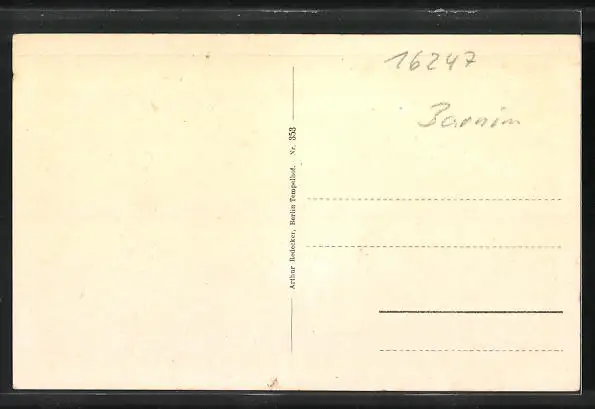 16247
Barnim
Arthur Redecker, Berlin Tempelhof. Nr. 353